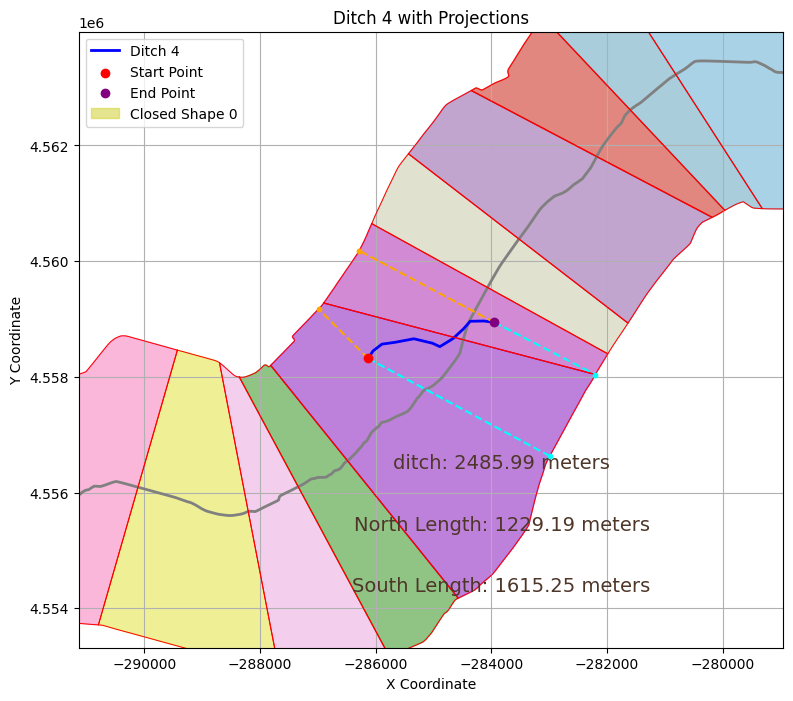 Ditch 4 with Projections
1e6
Ditch 4
Start Point
End Point
Closed Shape 0
4.562
4.560
4.558
4.556
4.554
Y Coordinate
ditch: 2485.99 meters
North Length: 1229.19 meters
South Length: 1615.25 meters
−290000 −288000 −286000 −284000 −282000 −280000
X Coordinate